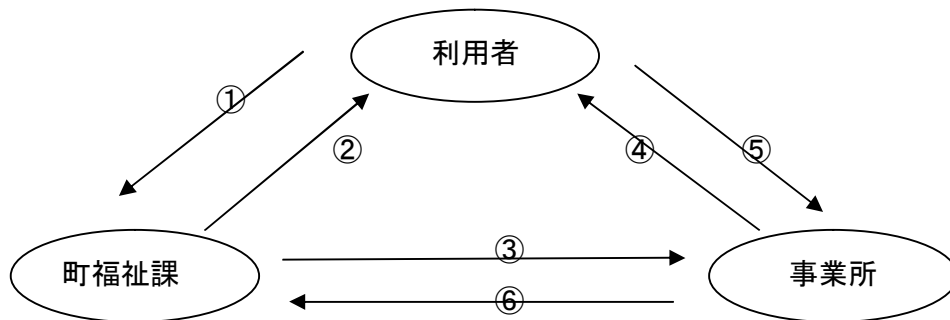 利用者
①
②
④
⑤
町福祉課
③
事業所
⑥